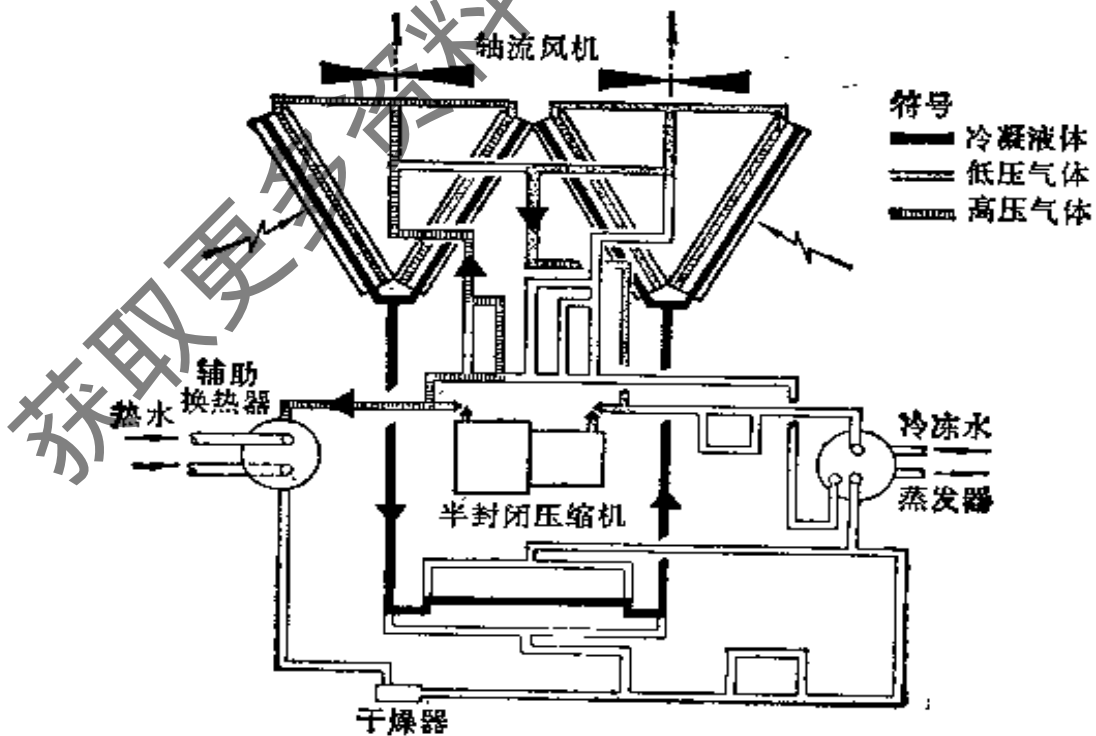 轴流风机
符号
冷凝液体
低压气体
高压气体
辅助
换热器
热水
冷冻水
蒸发器
半封闭压缩机
干燥器
获取更多资料